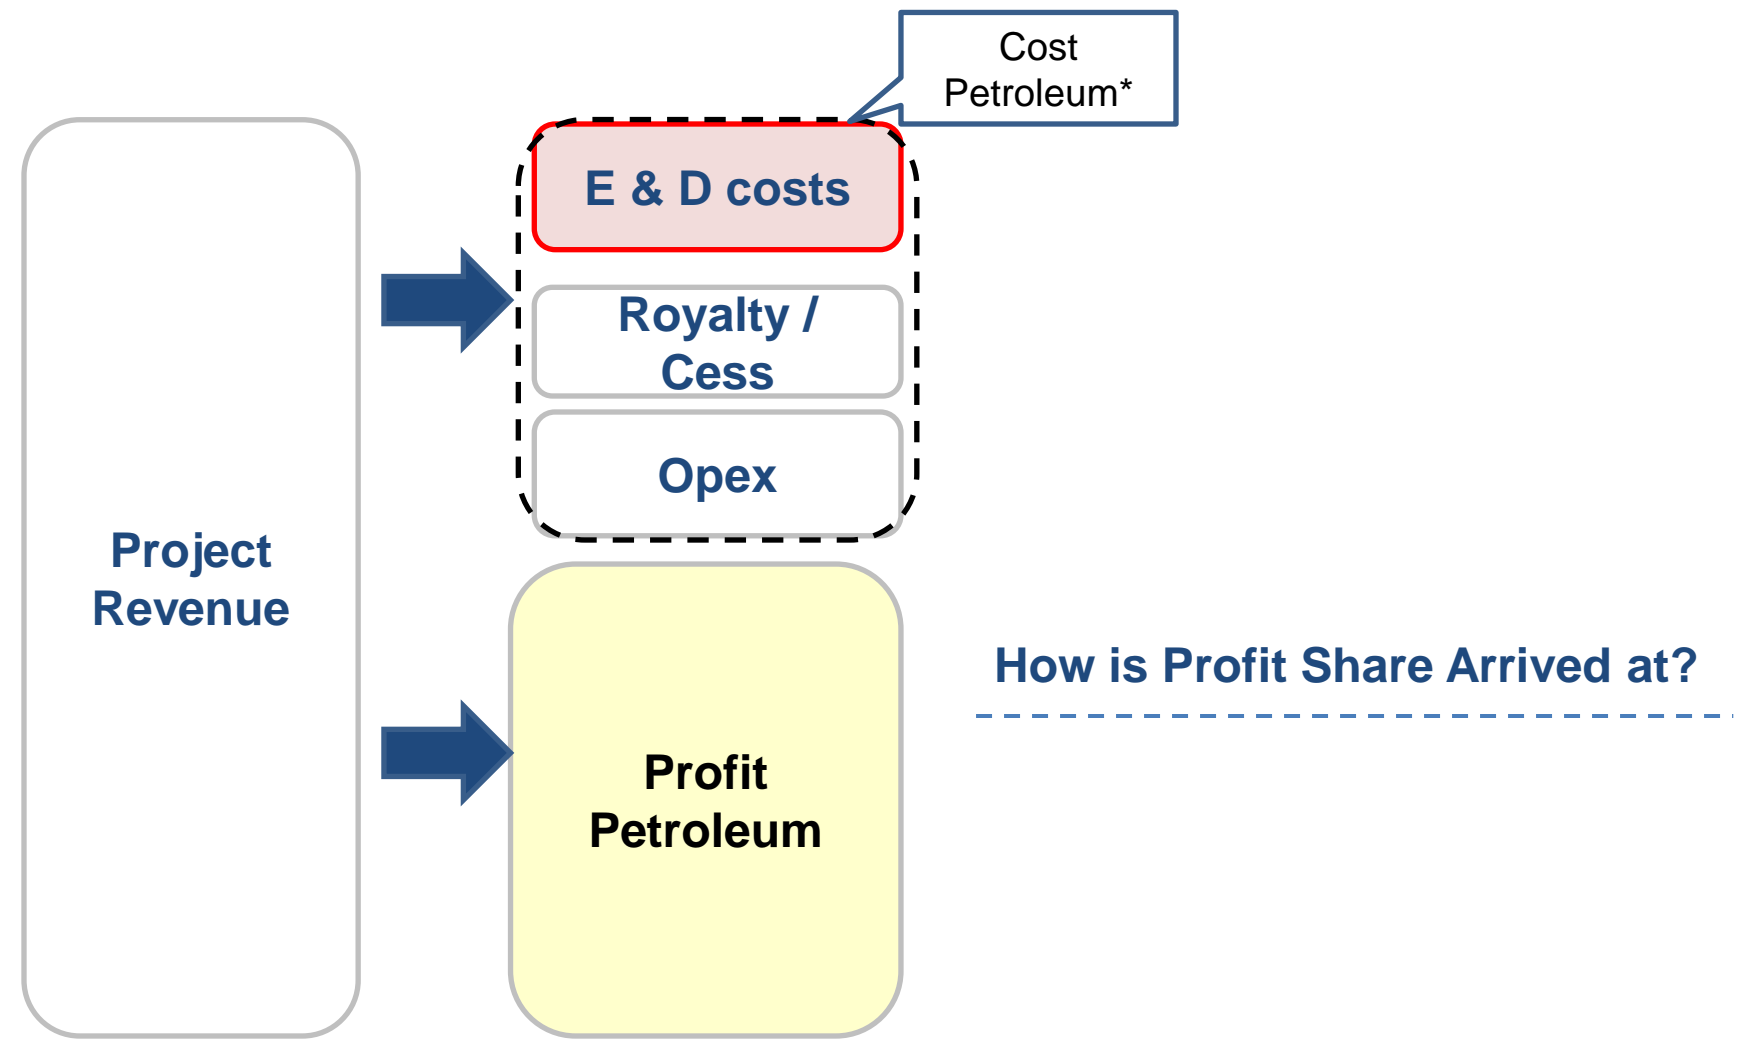 Cost
Petroleum*
E & D costs
Royalty /
Cess
Opex
Project
Revenue
Profit
Petroleum
How is Profit Share Arrived at?